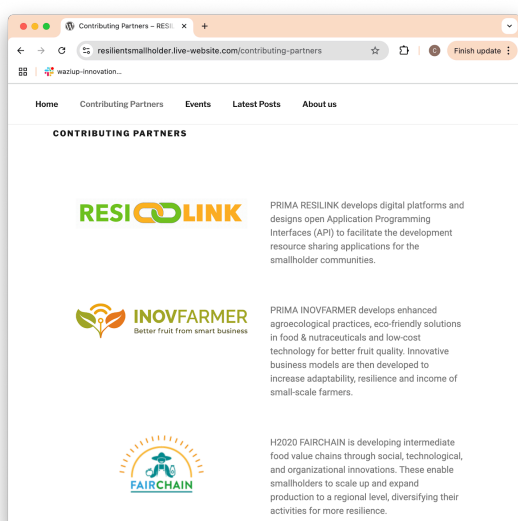 Contributing Partners – RESIL
resilientsmallholder.live-website.com/contributing-partners
C
Finish update
waziup-innovation...
Home Contributing Partners Events Latest Posts About us
CONTRIBUTING PARTNERS
RESILINK
PRIMA RESILINK develops digital platforms and
designs open Application Programming
Interfaces (API) to facilitate the development
resource sharing applications for the
smallholder communities.
INOVFARMER
Better fruit from smart business
PRIMA INOVFARMER develops enhanced
agroecological practices, eco-friendly solutions
in food & nutraceuticals and low-cost
technology for better fruit quality. Innovative
business models are then developed to
increase adaptability, resilience and income of
small-scale farmers.
FAIRCHAIN
H2020 FAIRCHAIN is developing intermediate
food value chains through social, technological,
and organizational innovations. These enable
smallholders to scale up and expand
production to a regional level, diversifying their
activities for more resilience.